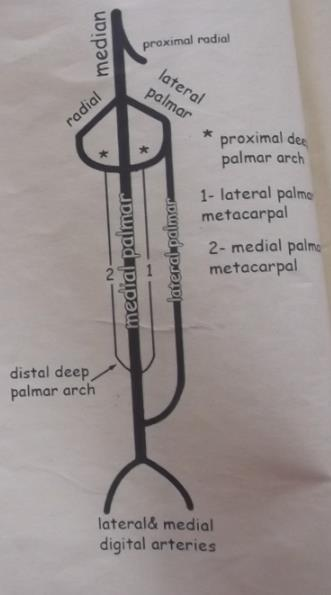 median
proximal radial
radial
lateral
palmar
* proximal dee
palmar arch
* *
1- lateral palma
metacarpal
2- medial palm
metacarpal
medial palmar
lateral palmar
2
1
distal deep
palmar arch
lateral& medial
digital arteries